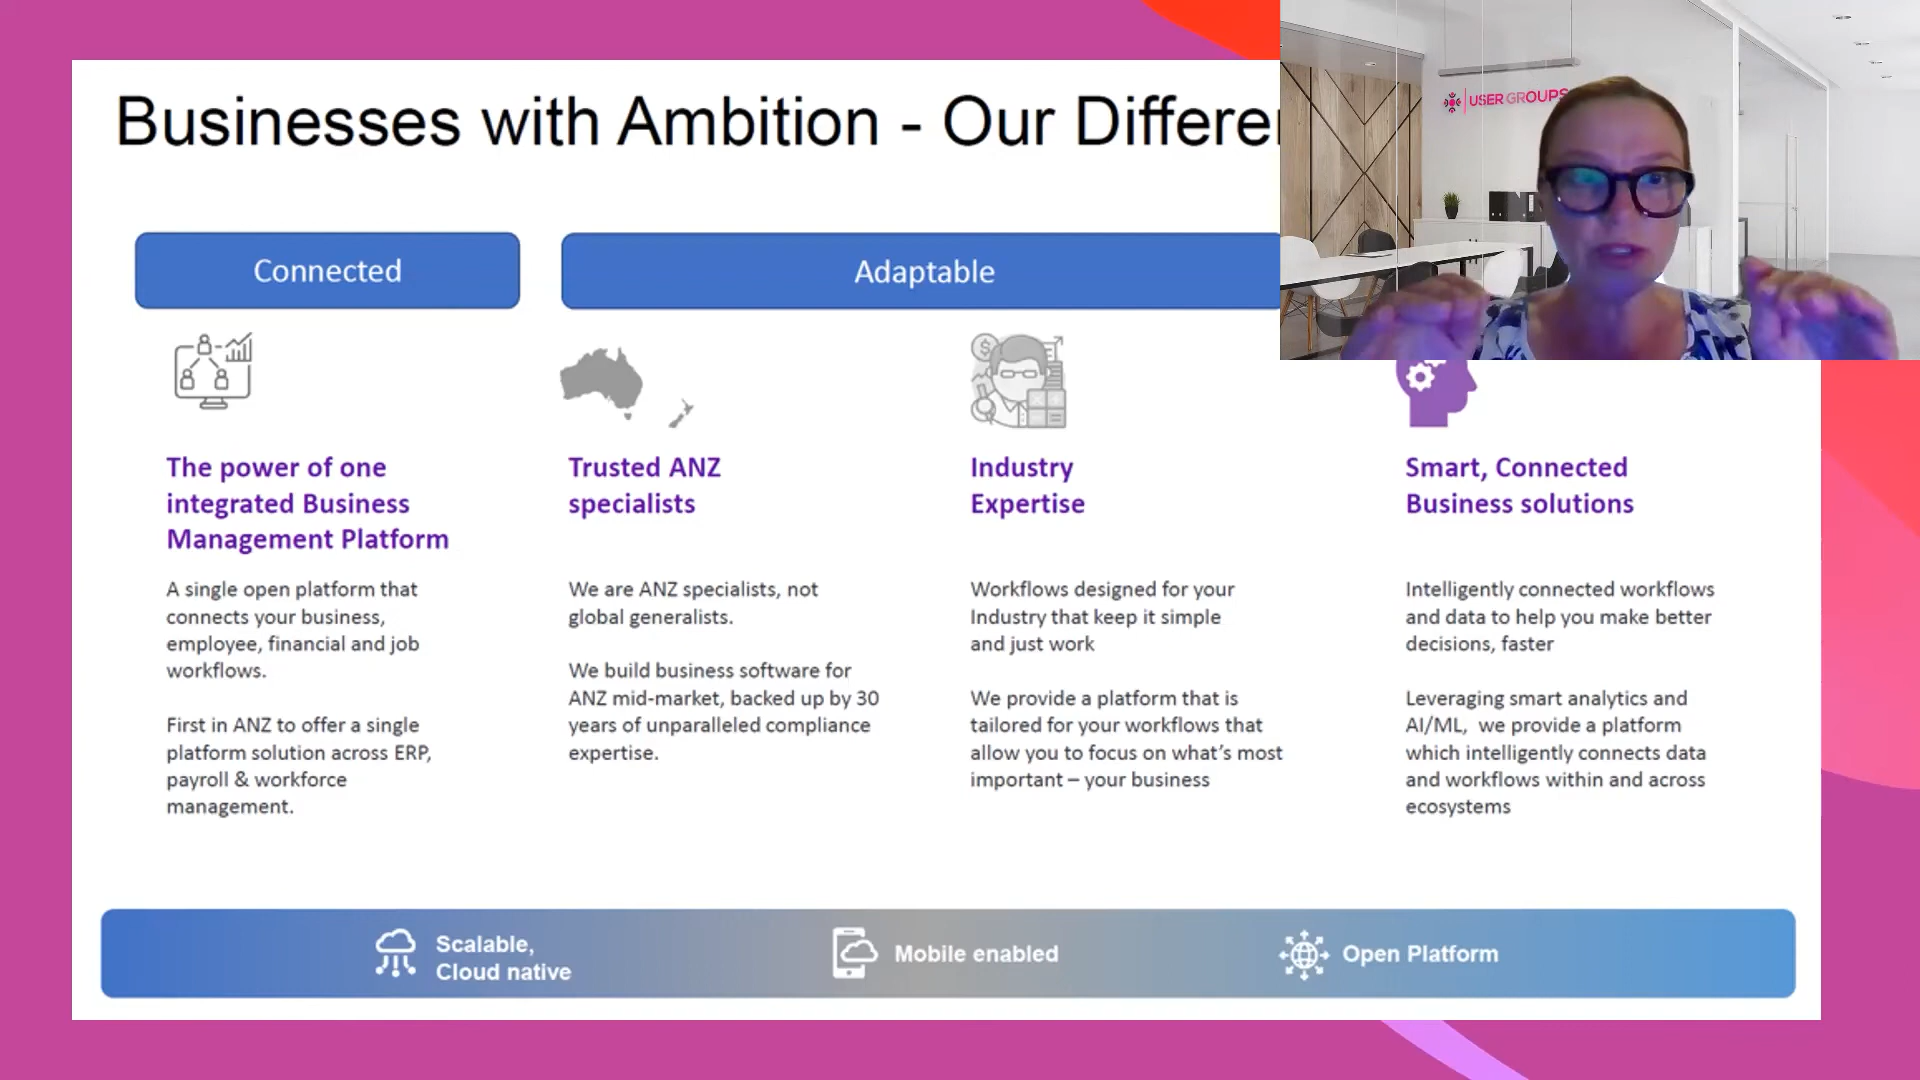 Businesses with Ambition - Our Differe
USER GROUPS
Connected
Adaptable
The power of one
integrated Business
Management Platform
A single open platform that
connects your business,
employee, financial and job
workflows.
First in ANZ to offer a single
platform solution across ERP,
payroll & workforce
management.
Trusted ANZ
specialists
We are ANZ specialists, not
global generalists.
We build business software for
ANZ mid-market, backed up by 30
years of unparalleled compliance
expertise.
Industry
Expertise
Workflows designed for your
Industry that keep it simple
and just work
We provide a platform that is
tailored for your workflows that
allow you to focus on what's most
important – your business
Smart, Connected
Business solutions
Intelligently connected workflows
and data to help you make better
decisions, faster
Leveraging smart analytics and
AI/ML, we provide a platform
which intelligently connects data
and workflows within and across
ecosystems
Scalable,
Cloud native
Mobile enabled
Open Platform